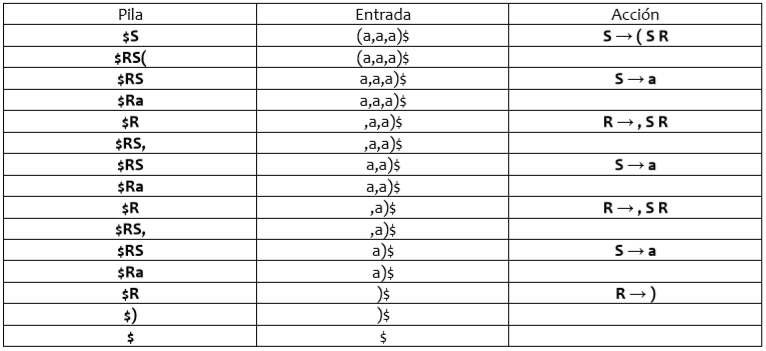 Pila Entrada Acción
$S (a,a,a)$ S → ( S R
$RS( (a,a,a)$
$RS a,a,a)$ S → a
$Ra a,a,a)$
$R ,a,a)$ R → , S R
$RS, ,a,a)$
$RS a,a)$ S → a
$Ra a,a)$
$R ,a)$ R → , S R
$RS, ,a)$
$RS a)$ S → a
$Ra a)$
$R )$ R → )
$) )$
$ $